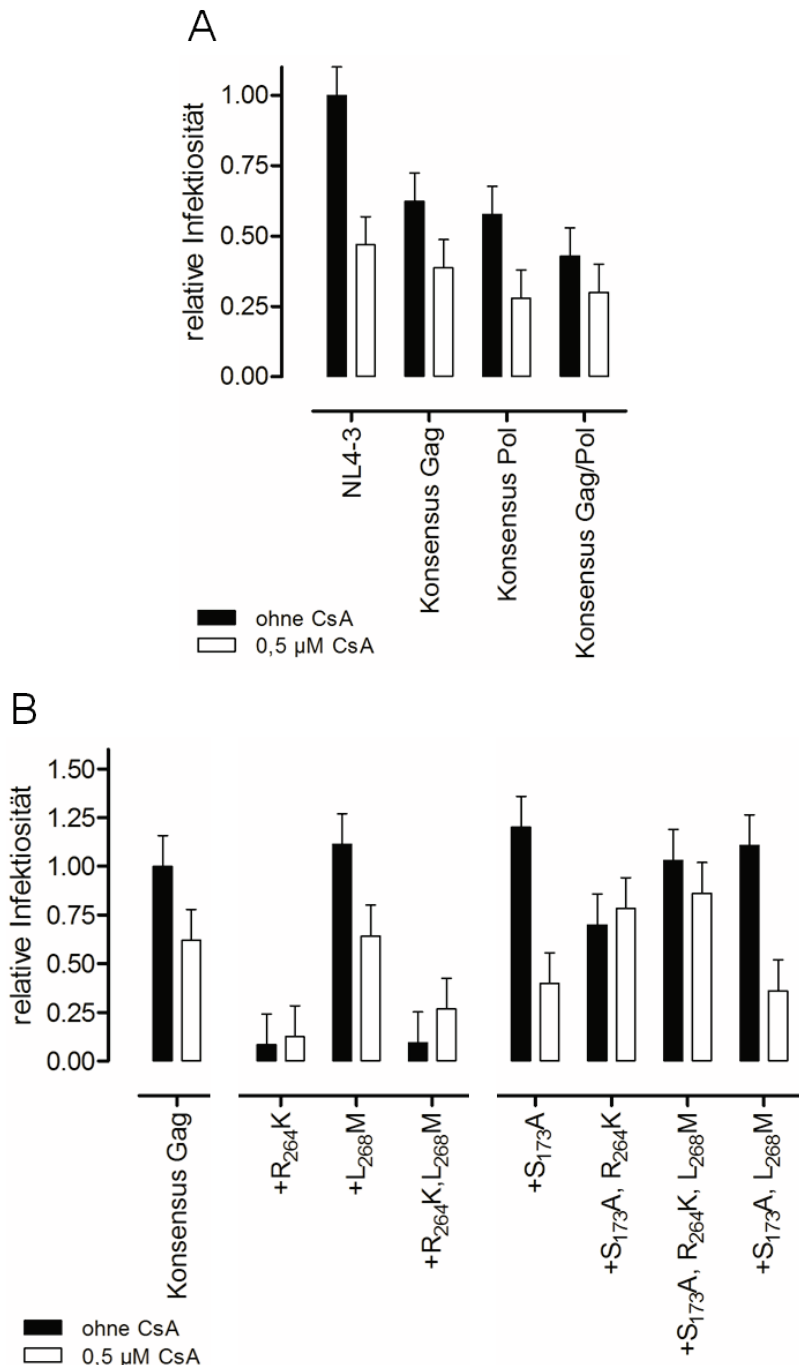 A
relative Infektiosität
1.00
0.75
0.50
0.25
0.00
NL4-3
Konsensus Gag
Konsensus Pol
Konsensus Gag/Pol
ohne CsA
0,5 µM CsA
B
relative Infektiosität
1.50
1.25
1.00
0.75
0.50
0.25
0.00
Konsensus Gag
+R264K
+L268M
+R264K,L268M
+S173A
+S173A, R264K
+S173A, R264K, L268M
+S173A, L268M
ohne CsA
0,5 µM CsA